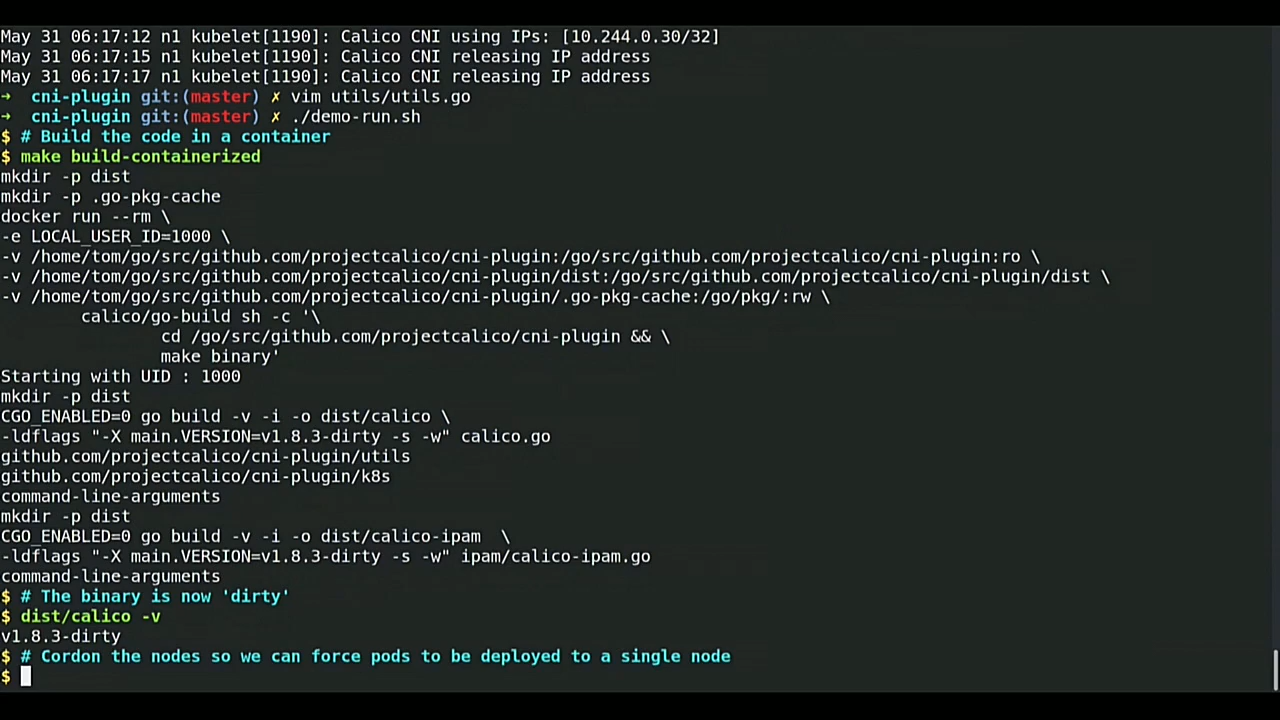 May 31 06:17:12 n1 kubelet[1190]: Calico CNI using IPs: [10.244.0.30/32]
May 31 06:17:15 n1 kubelet[1190]: Calico CNI releasing IP address
May 31 06:17:17 n1 kubelet[1190]: Calico CNI releasing IP address
➜  cni-plugin git:(master) ✗ vim utils/utils.go
➜  cni-plugin git:(master) ✗ ./demo-run.sh
$ # Build the code in a container
$ make build-containerized
mkdir -p dist
mkdir -p .go-pkg-cache
docker run --rm \
-e LOCAL_USER_ID=1000 \
-v /home/tom/go/src/github.com/projectcalico/cni-plugin:/go/src/github.com/projectcalico/cni-plugin:ro \
-v /home/tom/go/src/github.com/projectcalico/cni-plugin/dist:/go/src/github.com/projectcalico/cni-plugin/dist \
-v /home/tom/go/src/github.com/projectcalico/cni-plugin/.go-pkg-cache:/go/pkg/:rw \
        calico/go-build sh -c '\
                cd /go/src/github.com/projectcalico/cni-plugin && \
                make binary'
Starting with UID : 1000
mkdir -p dist
CGO_ENABLED=0 go build -v -i -o dist/calico \
-ldflags "-X main.VERSION=v1.8.3-dirty -s -w" calico.go
github.com/projectcalico/cni-plugin/utils
github.com/projectcalico/cni-plugin/k8s
command-line-arguments
mkdir -p dist
CGO_ENABLED=0 go build -v -i -o dist/calico-ipam  \
-ldflags "-X main.VERSION=v1.8.3-dirty -s -w" ipam/calico-ipam.go
command-line-arguments
$ # The binary is now 'dirty'
$ dist/calico -v
v1.8.3-dirty
$ # Cordon the nodes so we can force pods to be deployed to a single node
$